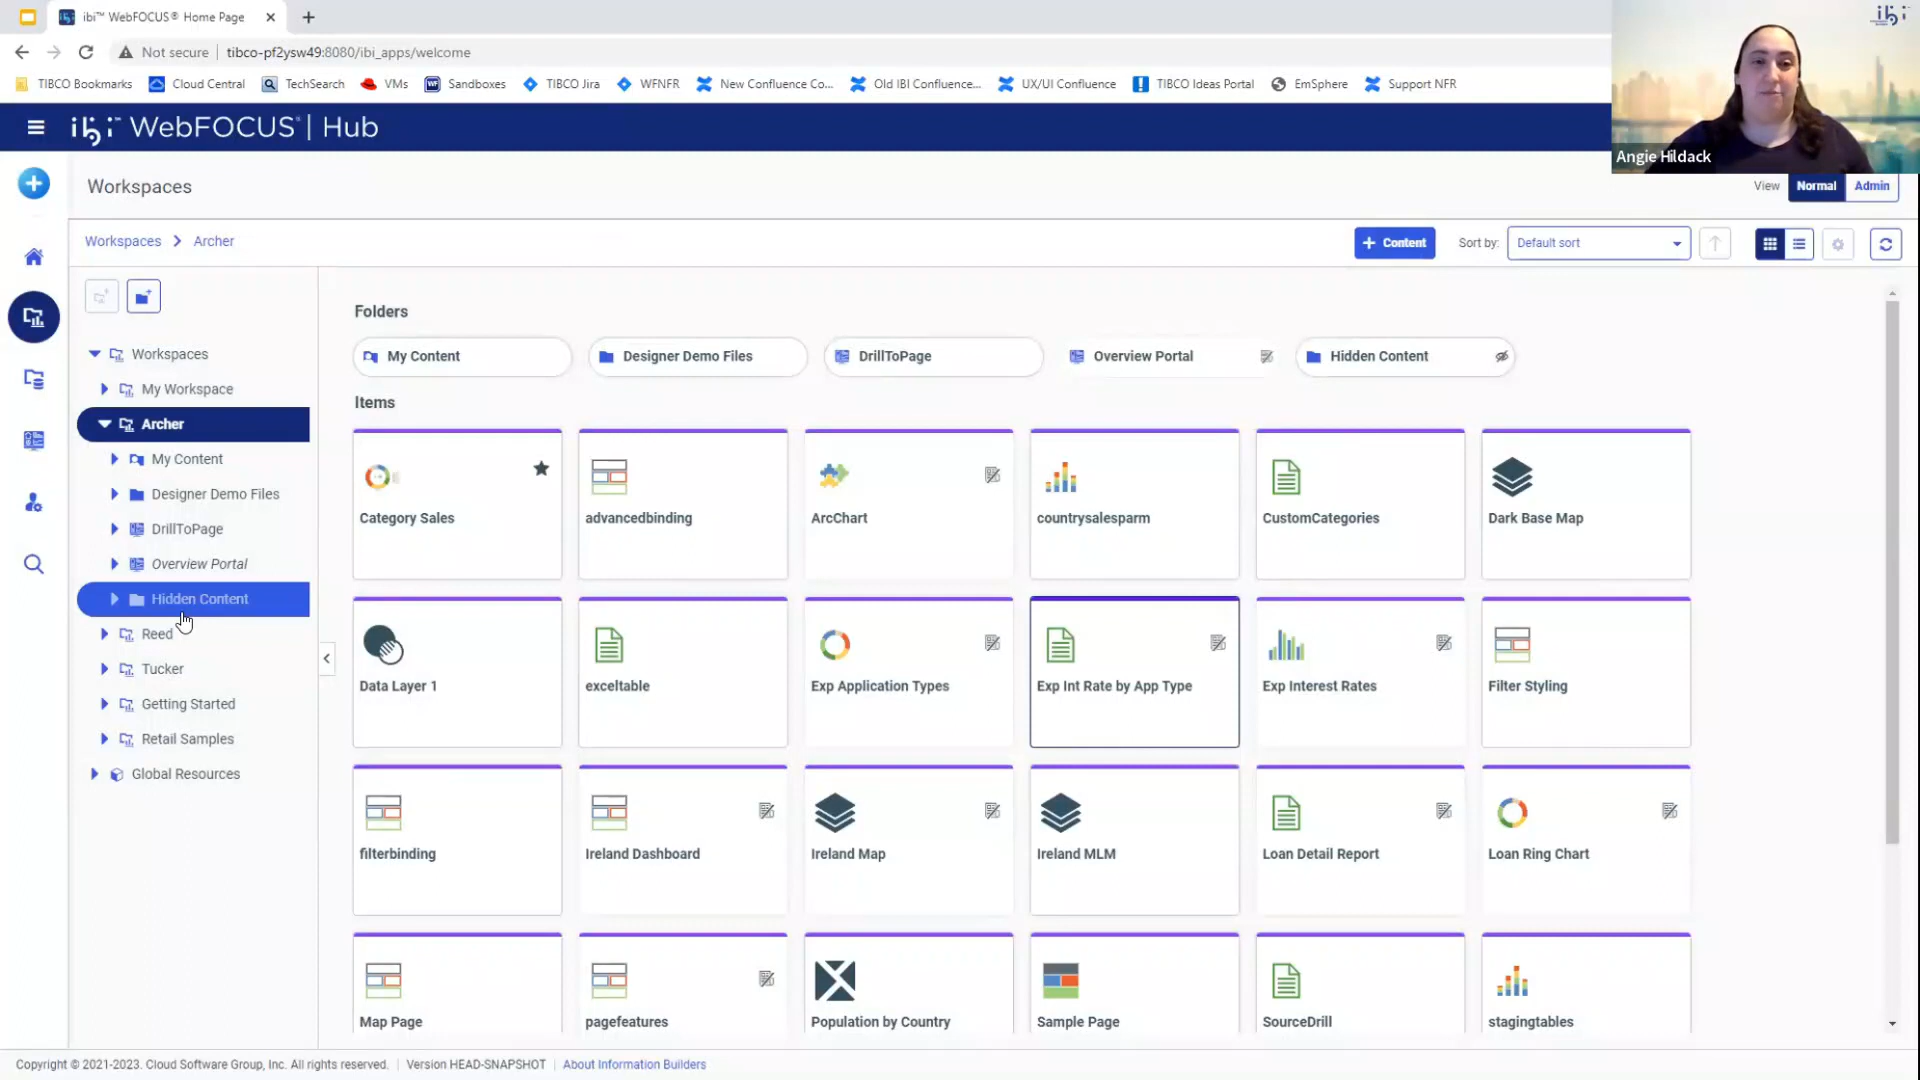 ibi™ WebFOCUS® Home Page
Not secure
tibco-pf2ysw49:8080/ibi_apps/welcome
TIBCO Bookmarks
Cloud Central
TechSearch
VMs
Sandboxes
TIBCO Jira
WFNFR
New Confluence Co...
Old IBI Confluence...
UX/UI Confluence
TIBCO Ideas Portal
EmSphere
Support NFR
ibi
Angie Hildack
ibi™ WebFOCUS® | Hub
Workspaces
View
Normal
Admin
Workspaces > Archer
+ Content
Sort by:
Default sort
Workspaces
My Workspace
Archer
My Content
Designer Demo Files
DrillToPage
Overview Portal
Hidden Content
Reed
Tucker
Getting Started
Retail Samples
Global Resources
Folders
My Content
Designer Demo Files
DrillToPage
Overview Portal
Hidden Content
Items
Category Sales
advancedbinding
ArcChart
countrysalesparm
CustomCategories
Dark Base Map
Data Layer 1
exceltable
Exp Application Types
Exp Int Rate by App Type
Exp Interest Rates
Filter Styling
filterbinding
Ireland Dashboard
Ireland Map
Ireland MLM
Loan Detail Report
Loan Ring Chart
Map Page
pagefeatures
Population by Country
Sample Page
SourceDrill
stagingtables
Copyright © 2021-2023. Cloud Software Group, Inc. All rights reserved. | Version HEAD-SNAPSHOT | About Information Builders